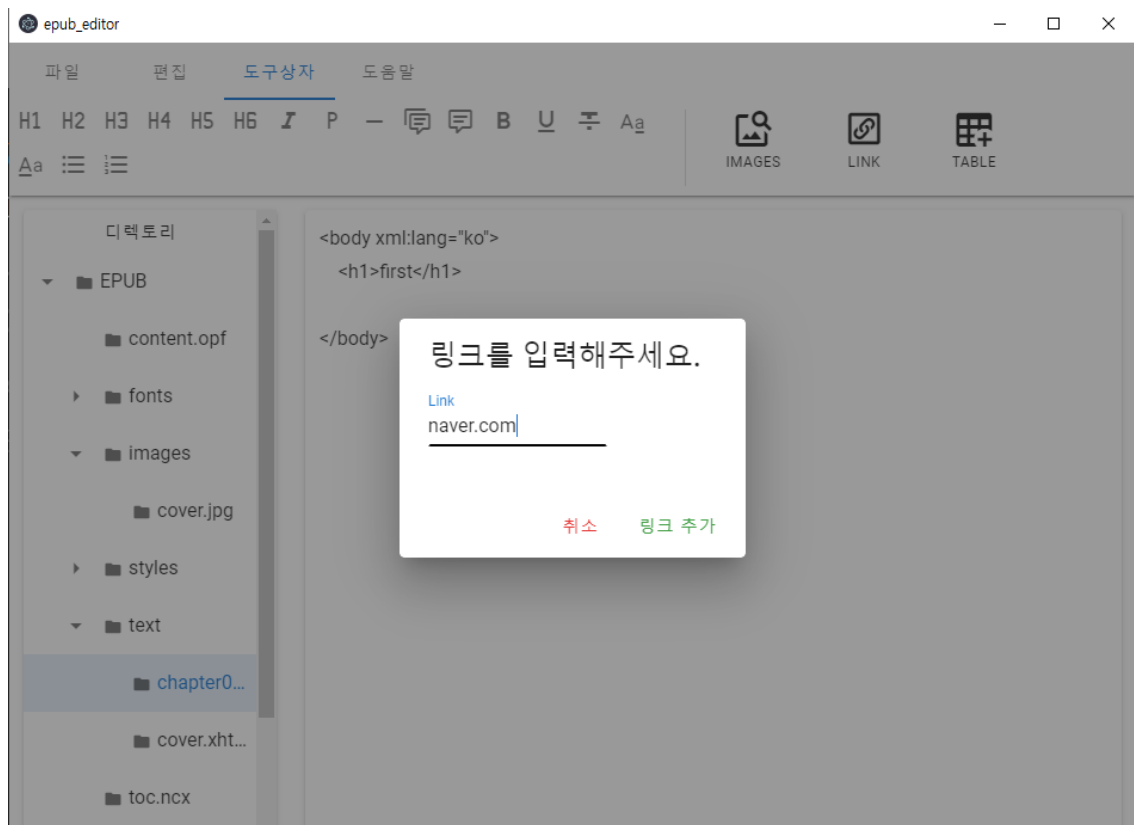 epub_editor
파일 편집 도구상자 도움말
H1 H2 H3 H4 H5 H6 I P B U T Aa
Aa
IMAGES LINK TABLE
디렉토리
EPUB
content.opf
fonts
images
cover.jpg
styles
text
chapter0...
cover.xht...
toc.ncx
<body xml:lang="ko">
<h1>first</h1>
</body>
링크를 입력해주세요.
Link
naver.com
취소 링크 추가